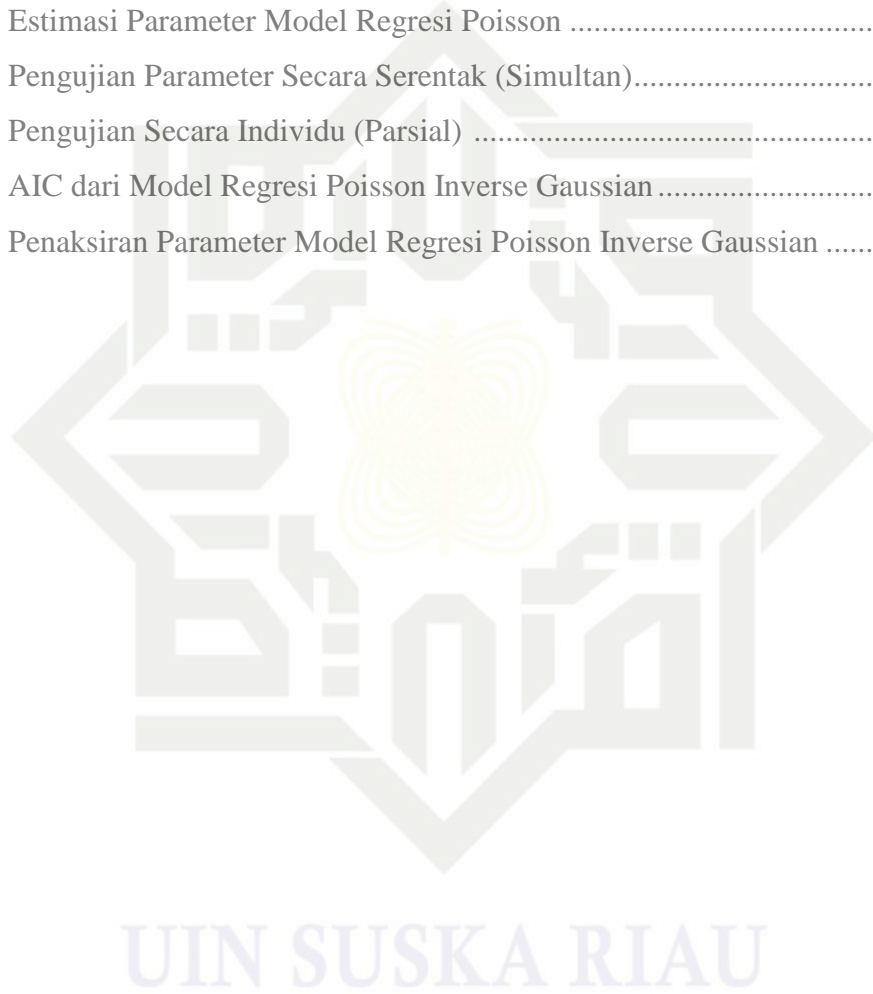 Estimasi Parameter Model Regresi Poisson ..................................
Pengujian Parameter Secara Serentak (Simultan)...........................
Pengujian Secara Individu (Parsial) ..............................................
AIC dari Model Regresi Poisson Inverse Gaussian ........................
Penaksiran Parameter Model Regresi Poisson Inverse Gaussian ......
UIN SUSKA RIAU